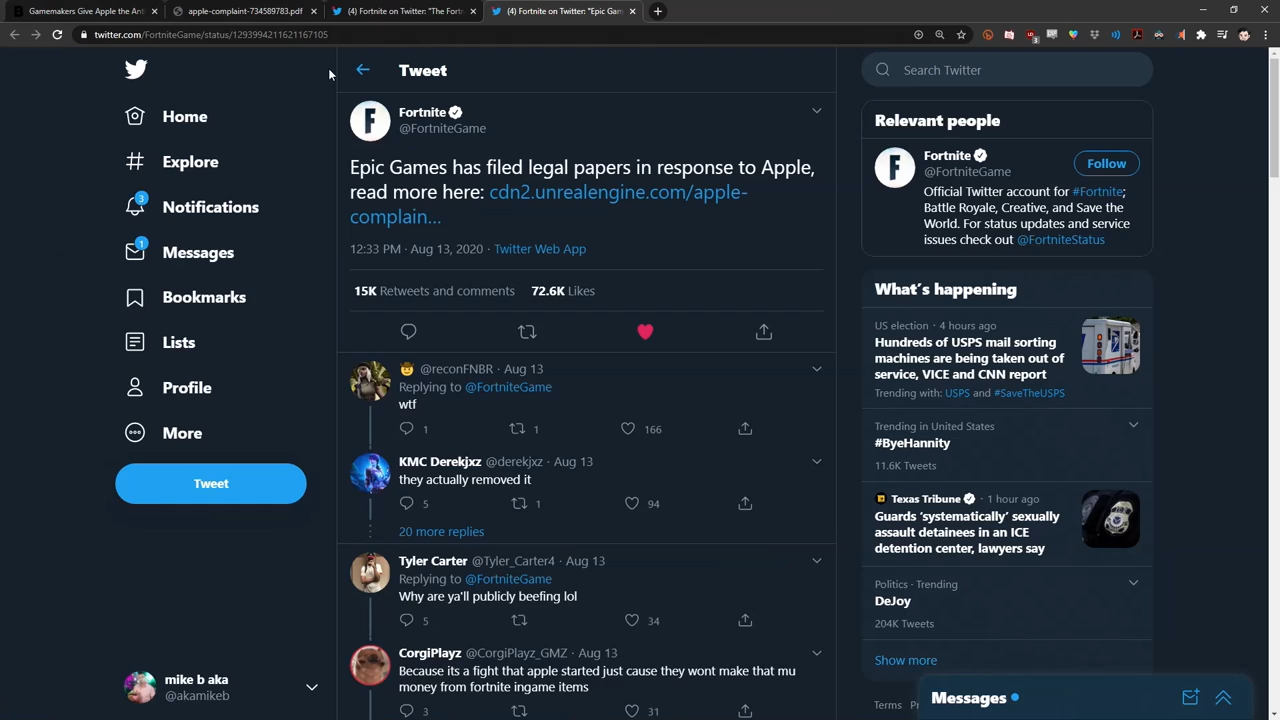 Gamemakers Give Apple the Ant
apple-complaint-734589783.pdf
(4) Fortnite on Twitter: "The Fortn
(4) Fortnite on Twitter: "Epic Gam
twitter.com/FortniteGame/status/1293994211621167105
Home
Explore
3
Notifications
1
Messages
Bookmarks
Lists
Profile
More
Tweet
mike b aka
@akamikeb
Tweet
Fortnite
@FortniteGame
Epic Games has filed legal papers in response to Apple,
read more here: cdn2.unrealengine.com/apple-
complain...
12:33 PM · Aug 13, 2020 · Twitter Web App
15K Retweets and comments 72.6K Likes
@reconFNBR · Aug 13
Replying to @FortniteGame
wtf
1 1 166
KMC Derekjxz @derekjxz · Aug 13
they actually removed it
5 1 94
20 more replies
Tyler Carter @Tyler_Carter4 · Aug 13
Replying to @FortniteGame
Why are ya'll publicly beefing lol
5 34
CorgiPlayz @CorgiPlayz_GMZ · Aug 13
Because its a fight that apple started just cause they wont make that mu
money from fortnite ingame items
3 31
Search Twitter
Relevant people
Fortnite
@FortniteGame
Follow
Official Twitter account for #Fortnite;
Battle Royale, Creative, and Save the
World. For status updates and service
issues check out @FortniteStatus
What's happening
US election · 4 hours ago
Hundreds of USPS mail sorting
machines are being taken out of
service, VICE and CNN report
Trending with: USPS and #SaveTheUSPS
Trending in United States
#ByeHannity
11.6K Tweets
Texas Tribune · 1 hour ago
Guards 'systematically' sexually
assault detainees in an ICE
detention center, lawyers say
Politics · Trending
DeJoy
204K Tweets
Show more
Terms
Messages